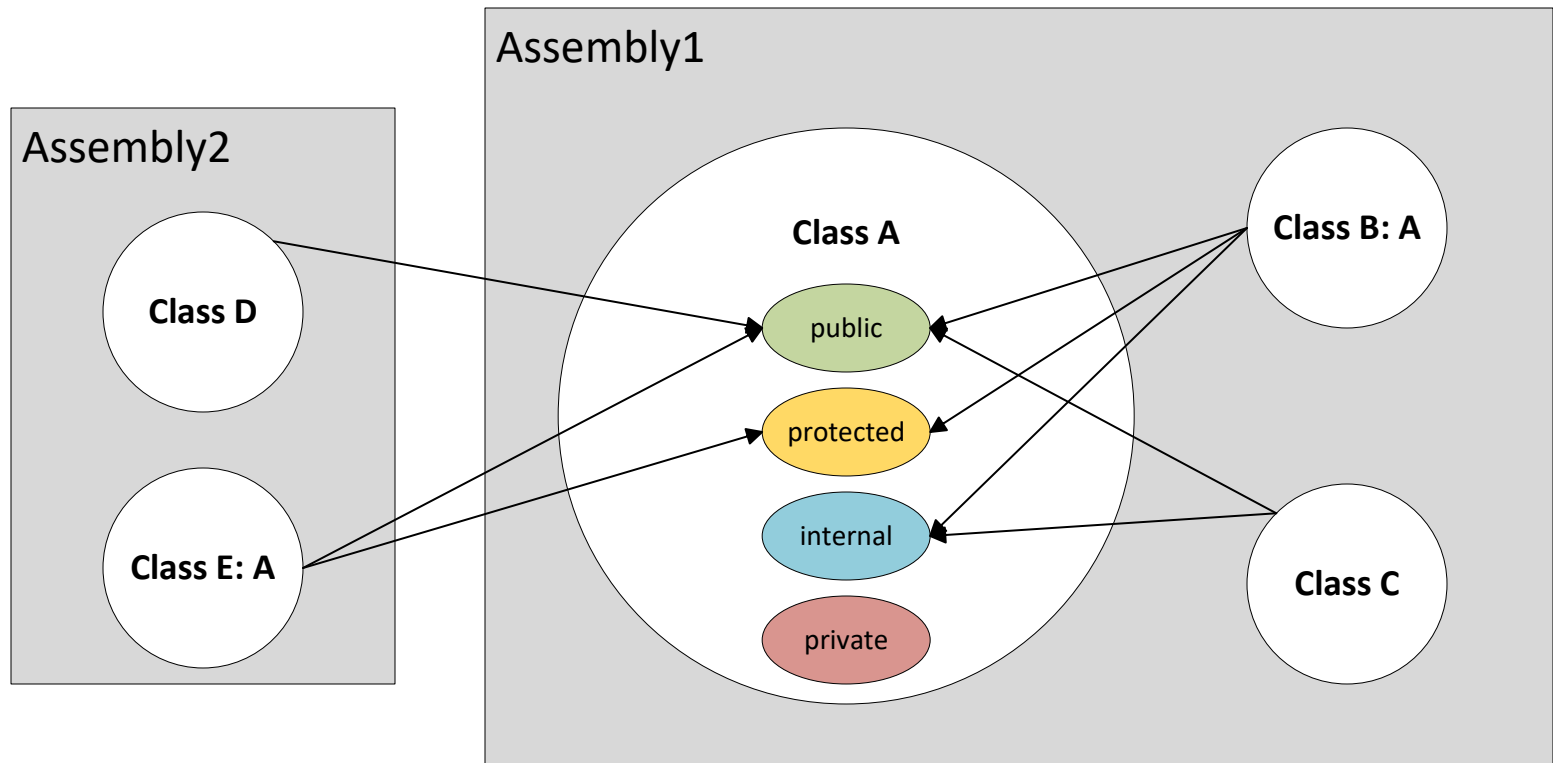 Assembly1
Assembly2
Class A
Class B: A
Class D
public
protected
internal
Class E: A
Class C
private